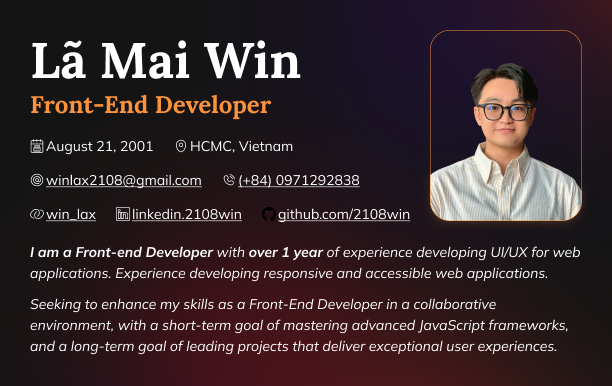 Lã Mai Win
Front-End Developer
August 21, 2001 HCMC, Vietnam
winlax2108@gmail.com (+84) 0971292838
win_lax linkedin.2108win github.com/2108win
I am a Front-end Developer with over 1 year of experience developing UI/UX for web
applications. Experience developing responsive and accessible web applications.
Seeking to enhance my skills as a Front-End Developer in a collaborative
environment, with a short-term goal of mastering advanced JavaScript frameworks,
and a long-term goal of leading projects that deliver exceptional user experiences.